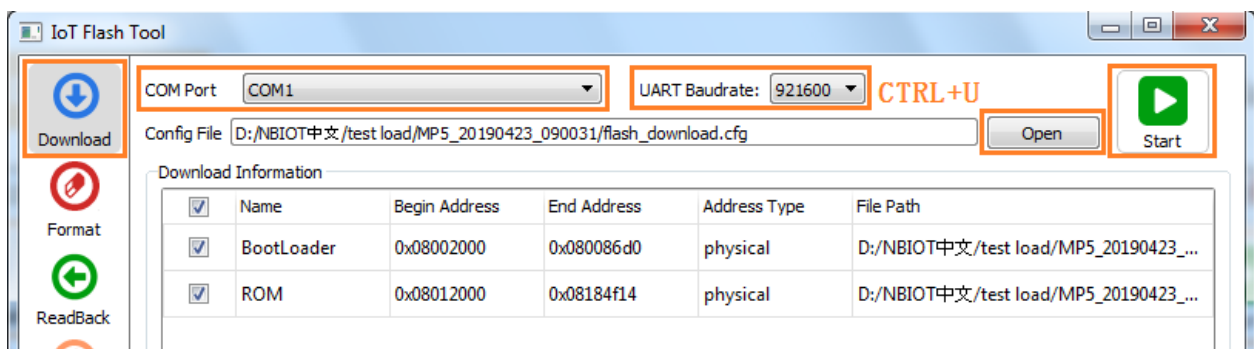 IoT Flash Tool
COM Port COM1 UART Baudrate: 921600 CTRL+U
Download Config File D:/NBIOT中文/test load/MP5_20190423_090031/flash_download.cfg Open Start
Download Information
Name Begin Address End Address Address Type File Path
Format
BootLoader 0x08002000 0x080086d0 physical D:/NBIOT中文/test load/MP5_20190423_...
ROM 0x08012000 0x08184f14 physical D:/NBIOT中文/test load/MP5_20190423_...
ReadBack